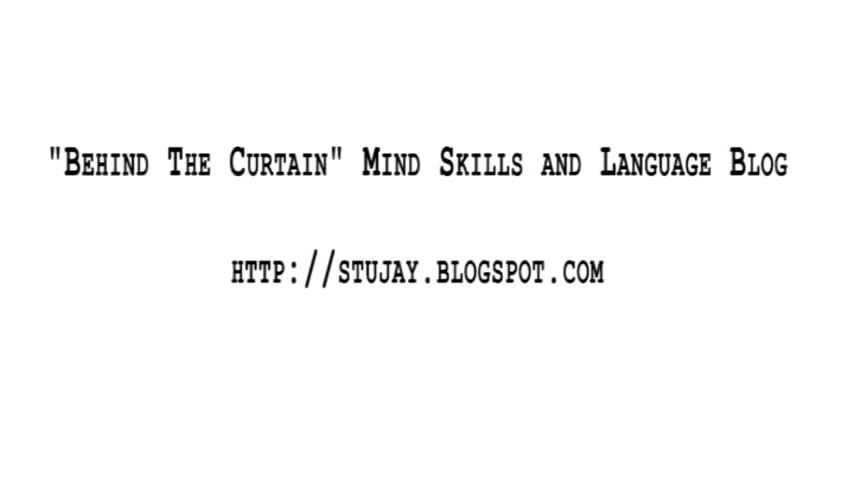 "Behind The Curtain" Mind Skills and Language Blog
http://stujay.blogspot.com